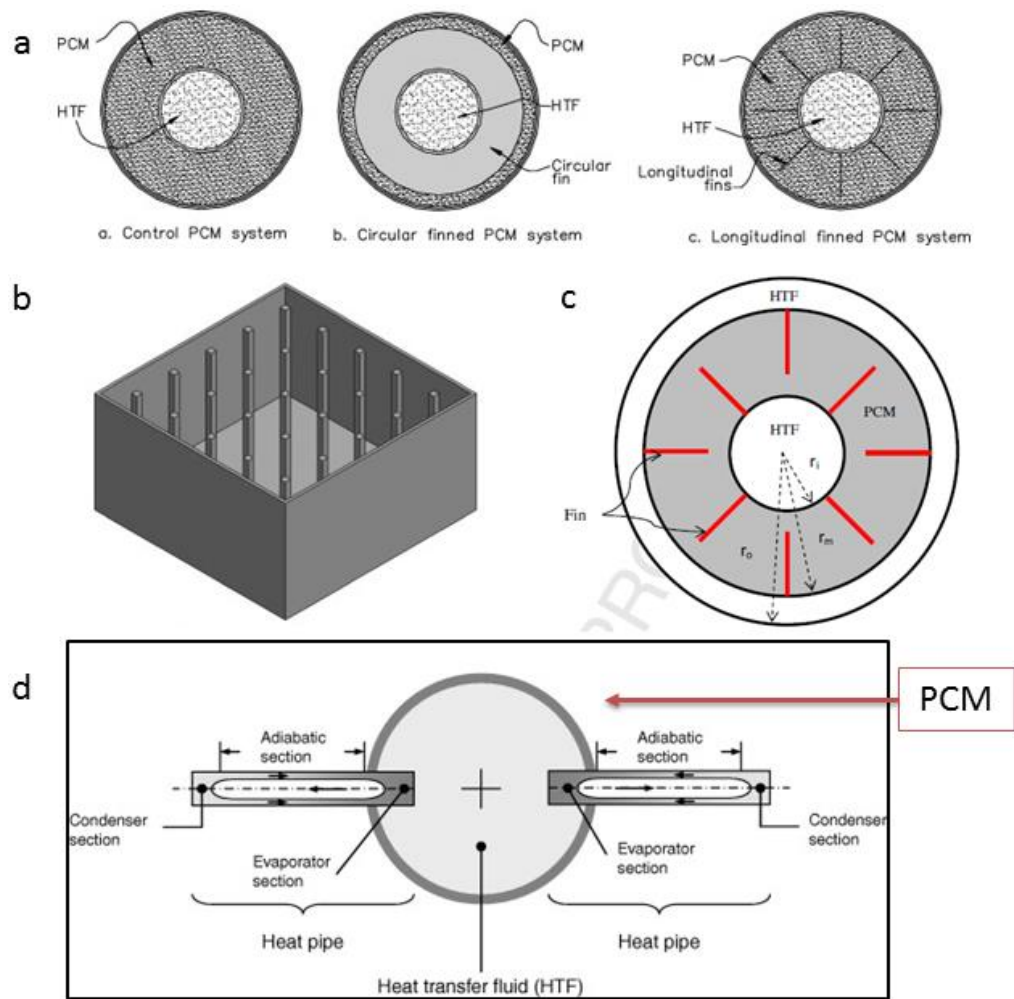 a
PCM
HTF
a. Control PCM system
PCM
HTF
Circular
fin
b. Circular finned PCM system
PCM
HTF
Longitudinal
fins
c. Longitudinal finned PCM system
b
c
HTF
PCM
HTF
ri
Fin
ro
rm
PRO
d
PCM
Adiabatic
section
Adiabatic
section
Condenser
section
Evaporator
section
Evaporator
section
Condenser
section
Heat pipe
Heat pipe
Heat transfer fluid (HTF)